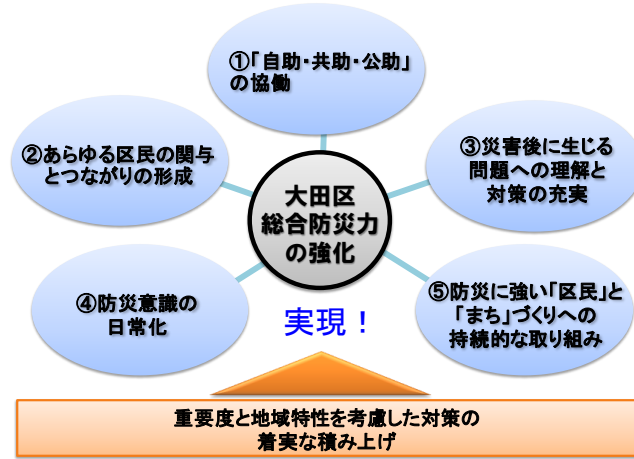 ①「自助・共助・公助」
の協働
②あらゆる区民の関与
とつながりの形成
③災害後に生じる
問題への理解と
対策の充実
大田区
総合防災力
の強化
④防災意識の
日常化
⑤防災に強い「区民」と
「まち」づくりへの
持続的な取り組み
実現！
重要度と地域特性を考慮した対策の
着実な積み上げ